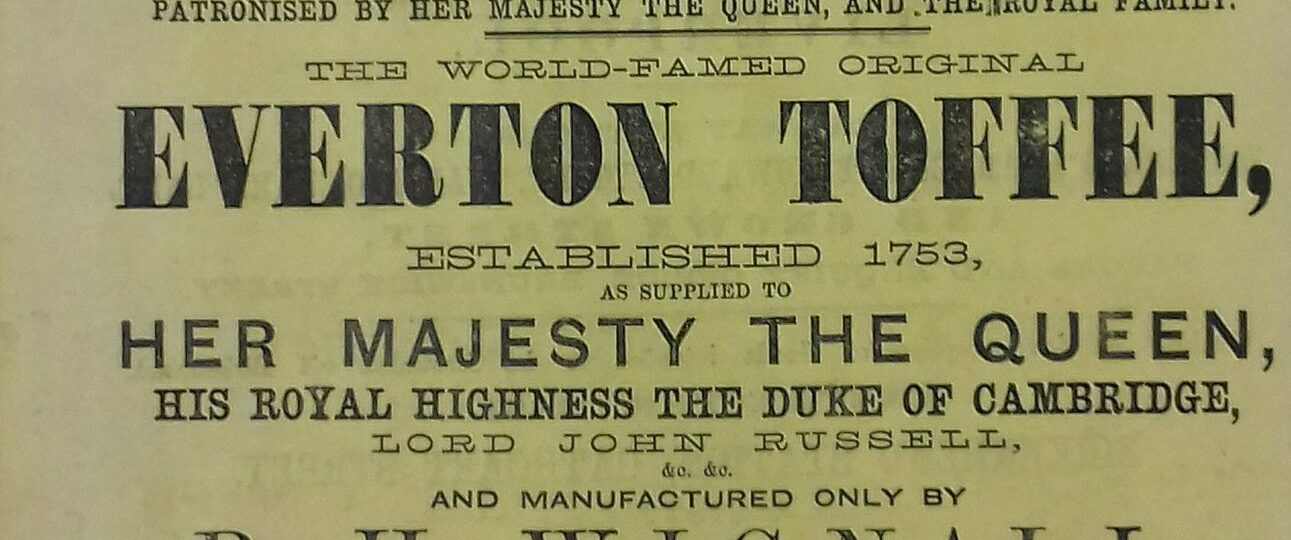 PATRONISED BY HER MAJESTY THE QUEEN, AND THE ROYAL FAMILY.
THE WORLD-FAMED ORIGINAL
EVERTON TOFFEE,
ESTABLISHED 1753,
AS SUPPLIED TO
HER MAJESTY THE QUEEN,
HIS ROYAL HIGHNESS THE DUKE OF CAMBRIDGE,
LORD JOHN RUSSELL,
&c. &c.
AND MANUFACTURED ONLY BY